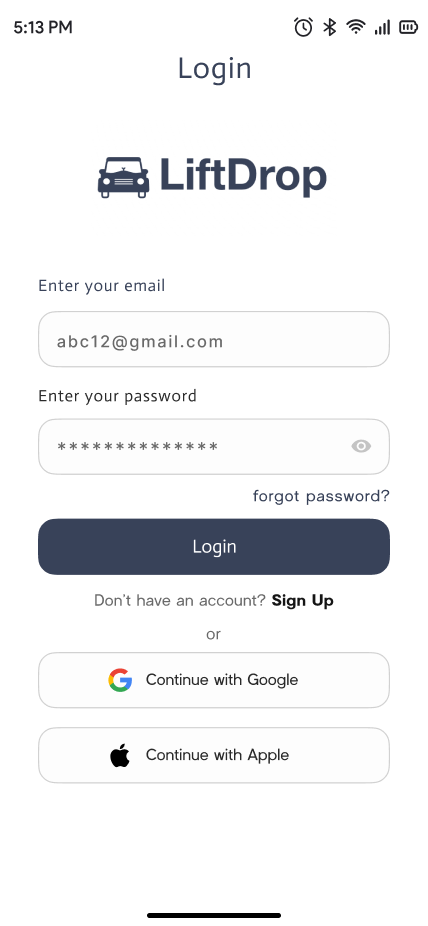 5:13 PM
Login
LiftDrop
Enter your email
abc12@gmail.com
Enter your password
**************
forgot password?
Login
Don't have an account? Sign Up
or
Continue with Google
Continue with Apple